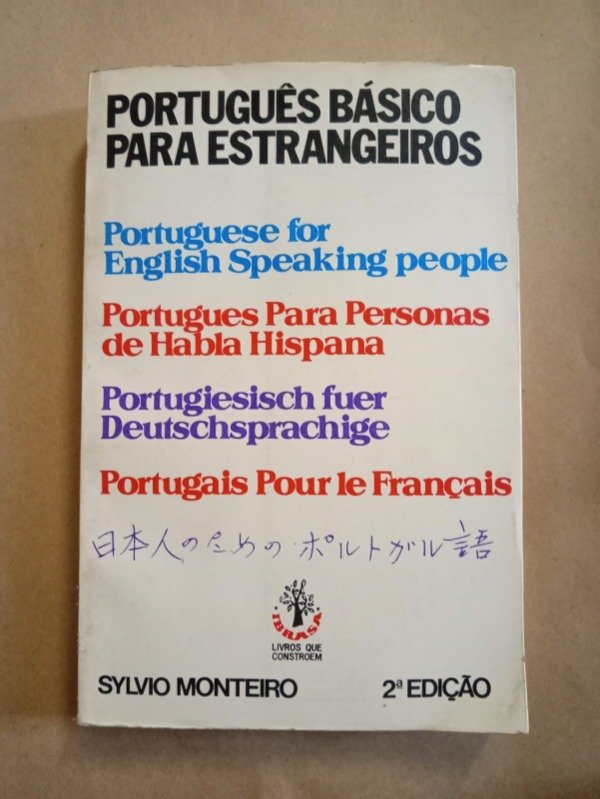 PORTUGUÊS BÁSICO
PARA ESTRANGEIROS
Portuguese for
English Speaking people
Portugues Para Personas
de Habla Hispana
Portugiesisch fuer
Deutschsprachige
Portugais Pour le Français
日本人のための・ポルトガル語
IBRASA
LIVROS QUE
CONSTROEM
SYLVIO MONTEIRO 2ª EDIÇÃO